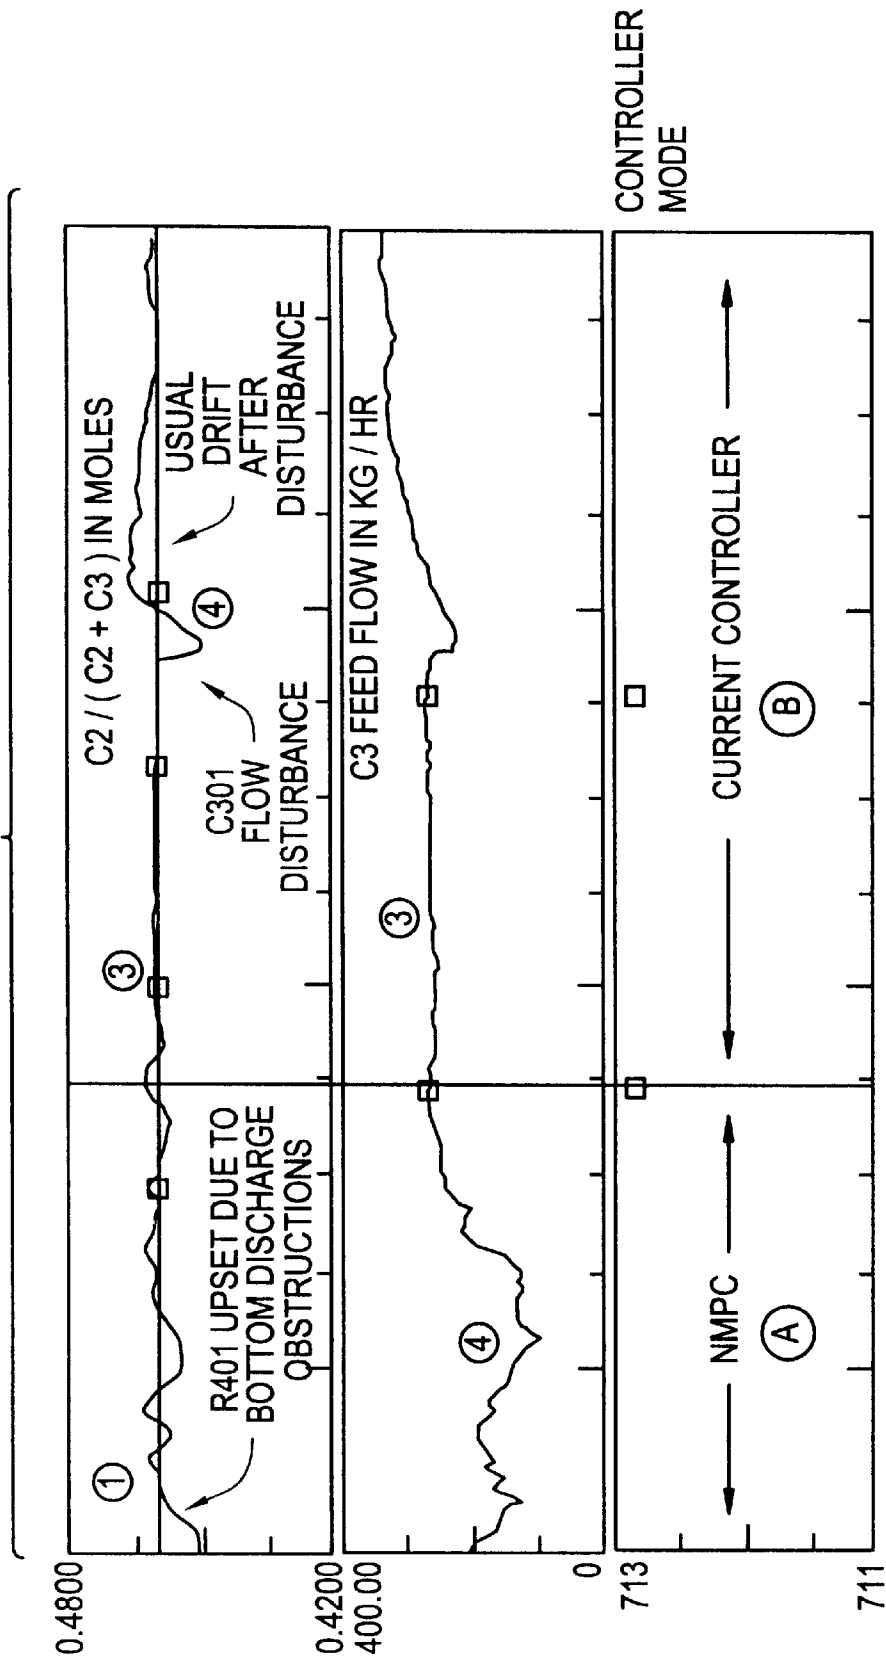 0.4800
C2 / ( C2 + C3 ) IN MOLES
1
3
4
R401 UPSET DUE TO
BOTTOM DISCHARGE
OBSTRUCTIONS
C301
FLOW
DISTURBANCE
USUAL
DRIFT
AFTER
DISTURBANCE
0.4200
400.00
C3 FEED FLOW IN KG / HR
4
3
0
713
CONTROLLER
MODE
NMPC
A
CURRENT CONTROLLER
B
711